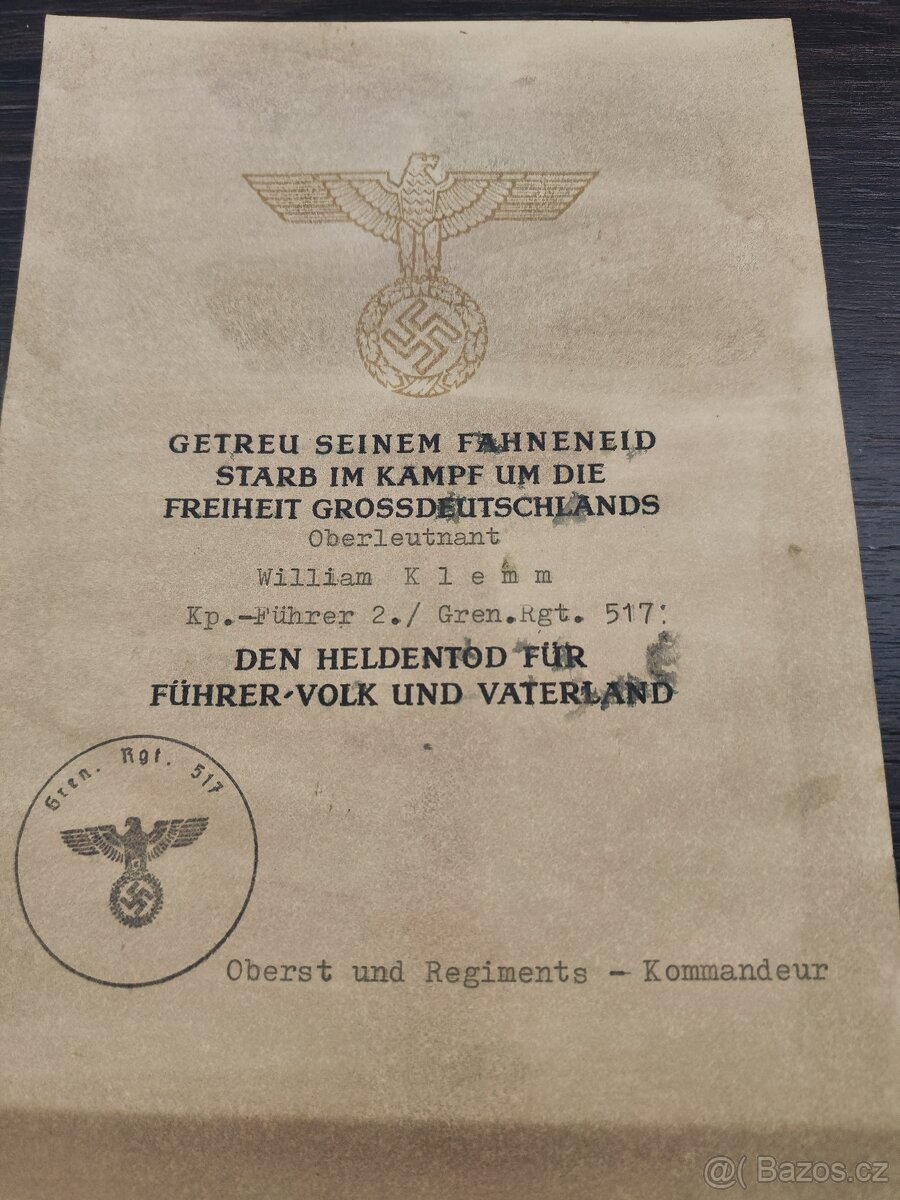 GETREU SEINEM FAHNENEID
STARB IM KAMPF UM DIE
FREIHEIT GROSSDEUTSCHLANDS
Oberleutnant
William K l e m m
Kp.-Führer 2./ Gren.Rgt. 517:
DEN HELDENTOD FÜR
FÜHRER-VOLK UND VATERLAND
Gren. Rgt. 517
Oberst und Regiments - Kommandeur
@( Bazos.cz